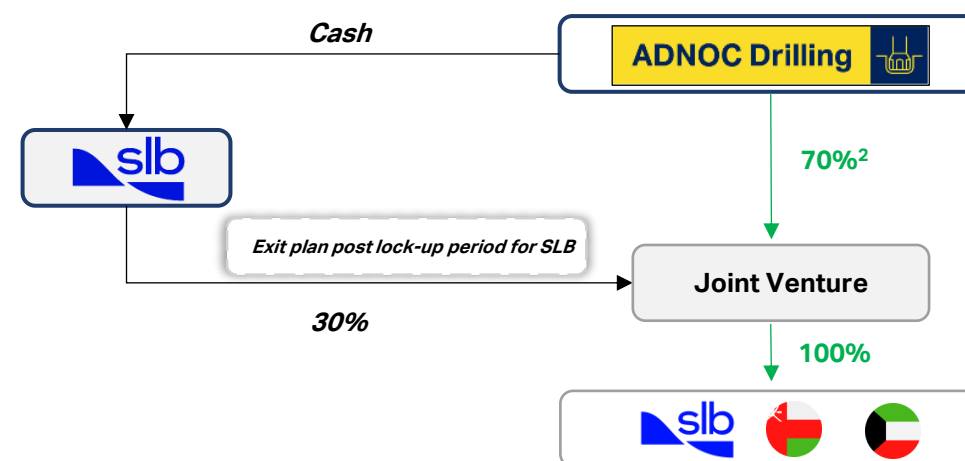 Cash
ADNOC Drilling
slb
70%²
Exit plan post lock-up period for SLB
Joint Venture
30%
100%
slb